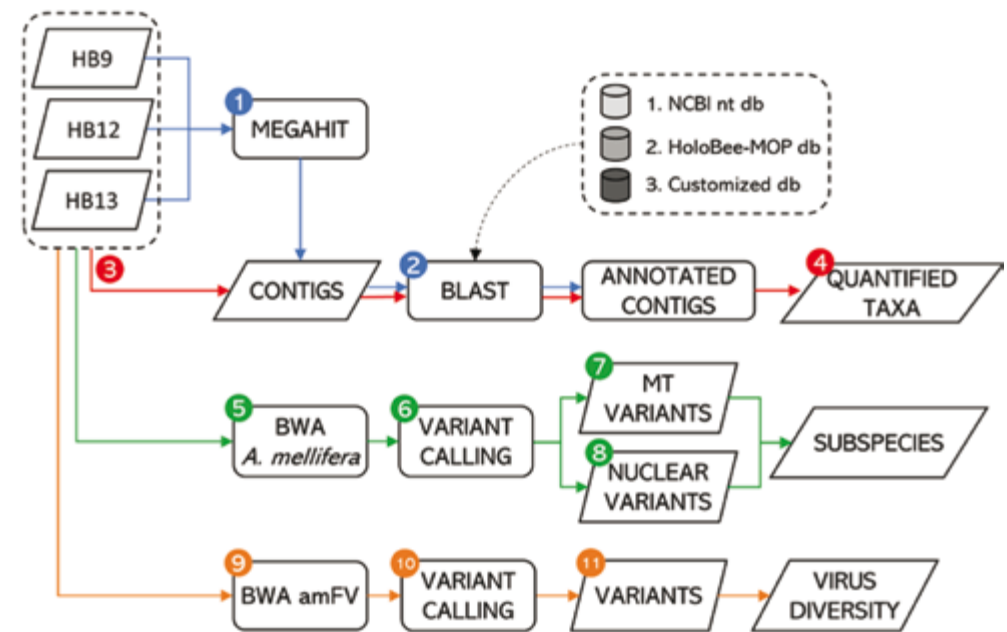 HB9
HB12
HB13
1
MEGAHIT
1. NCBI nt db
2. HoloBee-MOP db
3. Customized db
3
CONTIGS
2
BLAST
ANNOTATED
CONTIGS
4
QUANTIFIED
TAXA
5
BWA
A. mellifera
6
VARIANT
CALLING
7
MT
VARIANTS
8
NUCLEAR
VARIANTS
SUBSPECIES
9
BWA amFV
10
VARIANT
CALLING
11
VARIANTS
VIRUS
DIVERSITY